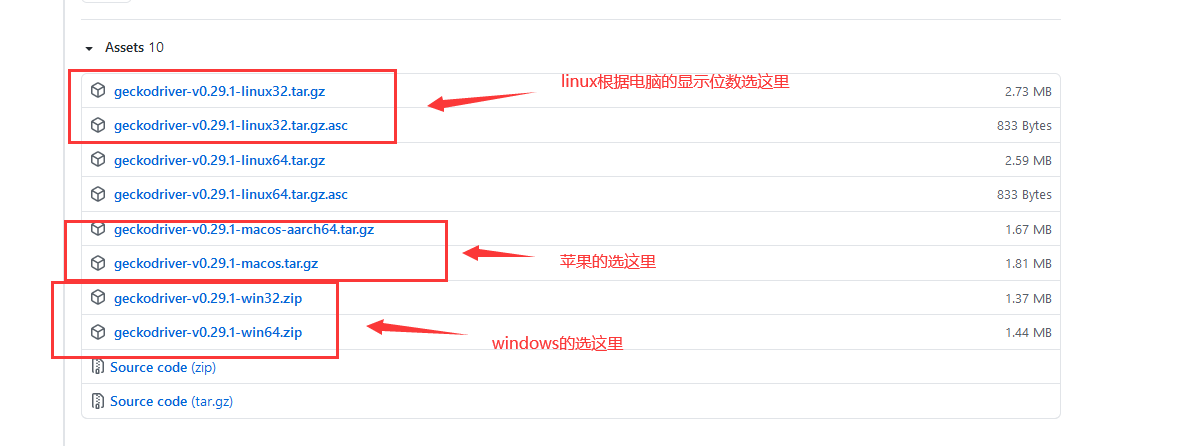 Assets 10
geckodriver-v0.29.1-linux32.tar.gz 2.73 MB
linux根据电脑的显示位数选这里
geckodriver-v0.29.1-linux32.tar.gz.asc 833 Bytes
geckodriver-v0.29.1-linux64.tar.gz 2.59 MB
geckodriver-v0.29.1-linux64.tar.gz.asc 833 Bytes
geckodriver-v0.29.1-macos-aarch64.tar.gz 1.67 MB
苹果的选这里
geckodriver-v0.29.1-macos.tar.gz 1.81 MB
geckodriver-v0.29.1-win32.zip 1.37 MB
geckodriver-v0.29.1-win64.zip 1.44 MB
windows的选这里
Source code (zip)
Source code (tar.gz)